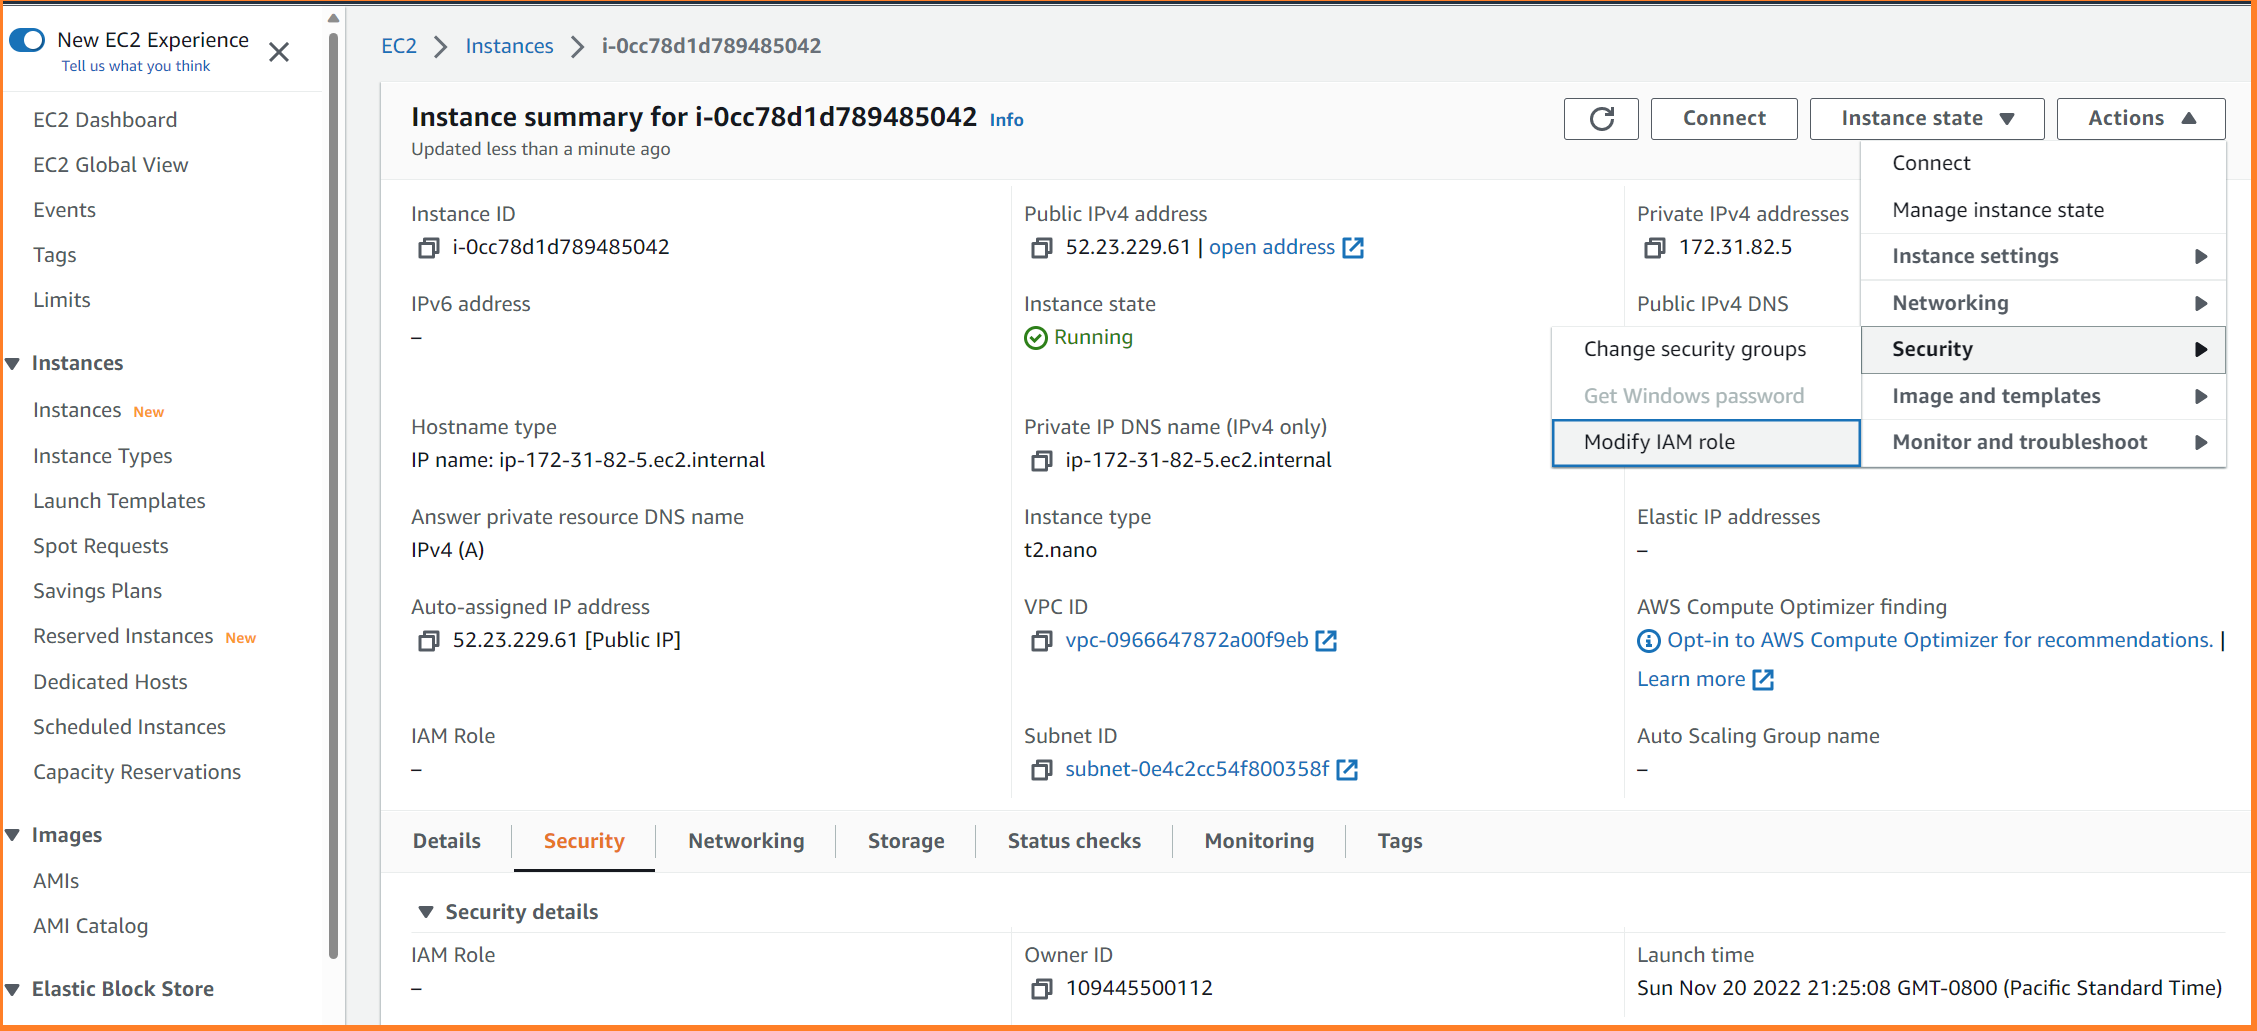 New EC2 Experience
Tell us what you think
EC2 Dashboard
EC2 Global View
Events
Tags
Limits
Instances
Instances New
Instance Types
Launch Templates
Spot Requests
Savings Plans
Reserved Instances New
Dedicated Hosts
Scheduled Instances
Capacity Reservations
Images
AMIs
AMI Catalog
Elastic Block Store
EC2 > Instances > i-0cc78d1d789485042
Instance summary for i-0cc78d1d789485042 Info
Updated less than a minute ago
Connect
Instance state
Actions
Connect
Manage instance state
Instance settings
Networking
Security
Image and templates
Monitor and troubleshoot
Change security groups
Get Windows password
Modify IAM role
Instance ID
i-0cc78d1d789485042
Public IPv4 address
52.23.229.61 | open address
Private IPv4 addresses
172.31.82.5
IPv6 address
–
Instance state
Running
Public IPv4 DNS
Hostname type
IP name: ip-172-31-82-5.ec2.internal
Private IP DNS name (IPv4 only)
ip-172-31-82-5.ec2.internal
Answer private resource DNS name
IPv4 (A)
Instance type
t2.nano
Elastic IP addresses
–
Auto-assigned IP address
52.23.229.61 [Public IP]
VPC ID
vpc-0966647872a00f9eb
AWS Compute Optimizer finding
Opt-in to AWS Compute Optimizer for recommendations. |
Learn more
IAM Role
–
Subnet ID
subnet-0e4c2cc54f800358f
Auto Scaling Group name
–
Details
Security
Networking
Storage
Status checks
Monitoring
Tags
Security details
IAM Role
–
Owner ID
109445500112
Launch time
Sun Nov 20 2022 21:25:08 GMT-0800 (Pacific Standard Time)